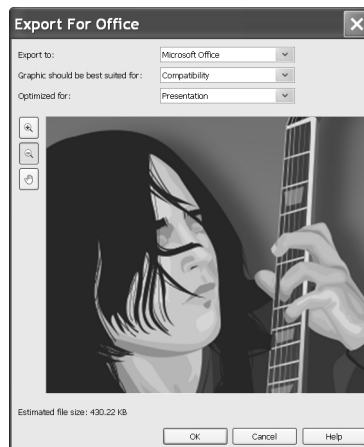 Export For Office
Export to: Microsoft Office
Graphic should be best suited for: Compatibility
Optimized for: Presentation
Estimated file size: 430.22 KB
OK Cancel Help